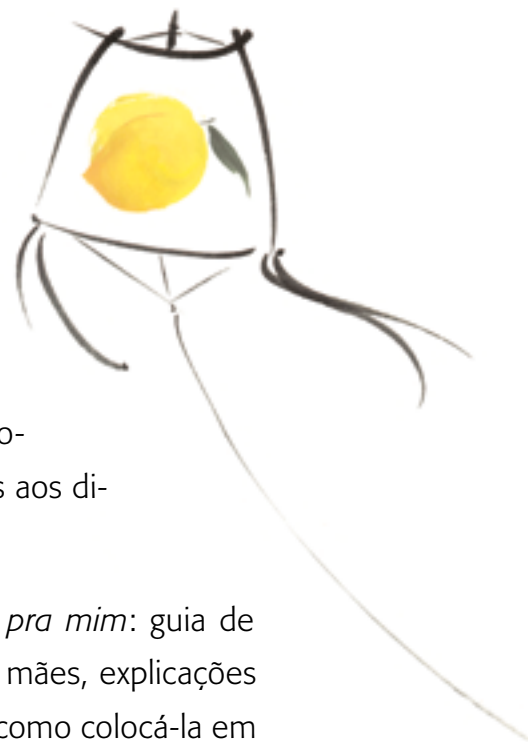 o-
s aos di-
pra mim: guia de
mães, explicações
como colocá-la em